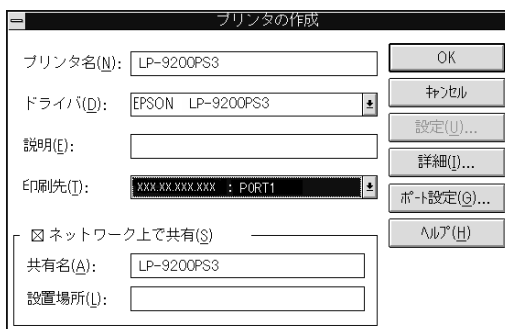 プリンタの作成
プリンタ名(N): LP-9200PS3
ドライバ(D): EPSON LP-9200PS3
説明(E):
印刷先(T): XXX.XX.XXX.XXX : PORT1
ネットワーク上で共有(S)
共有名(A): LP-9200PS3
設置場所(L):
OK
キャンセル
設定(U)...
詳細(I)...
ポート設定(G)...
ヘルプ(H)